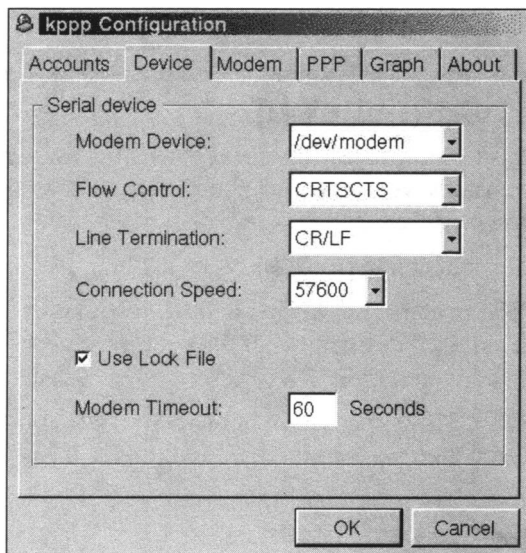 kppp Configuration
Accounts Device Modem PPP Graph About
Serial device
Modem Device: /dev/modem
Flow Control: CRTSCTS
Line Termination: CR/LF
Connection Speed: 57600
Use Lock File
Modem Timeout: 60 Seconds
OK Cancel